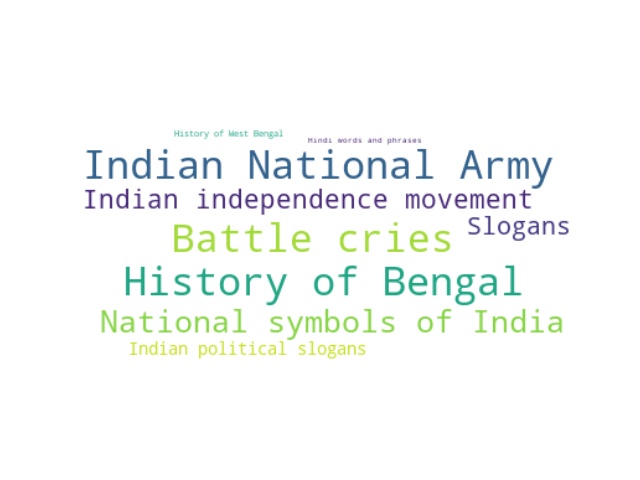 History of West Bengal
Hindi words and phrases
Indian National Army
Indian independence movement
Slogans
Battle cries
History of Bengal
National symbols of India
Indian political slogans